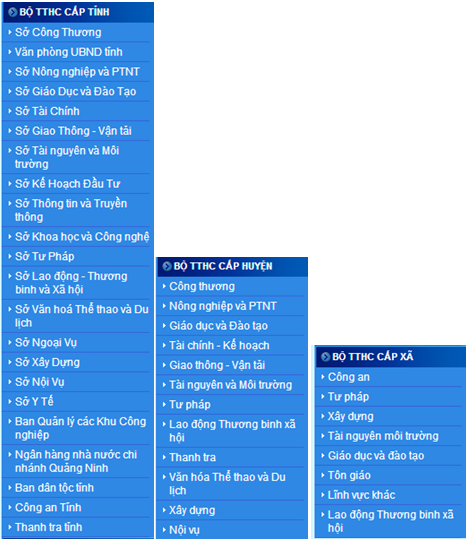 BỘ TTHC CẤP TỈNH
Sở Công Thương
Văn phòng UBND tỉnh
Sở Nông nghiệp và PTNT
Sở Giáo Dục và Đào Tạo
Sở Tài Chính
Sở Giao Thông - Vận tải
Sở Tài nguyên và Môi
trường
Sở Kế Hoạch Đầu Tư
Sở Thông tin và Truyền
thông
Sở Khoa học và Công nghệ
Sở Tư Pháp
Sở Lao động - Thương
binh và Xã hội
Sở Văn hoá Thể thao và Du
lịch
Sở Ngoại Vụ
Sở Xây Dựng
Sở Nội Vụ
Sở Y Tế
Ban Quản lý các Khu Công
nghiệp
Ngân hàng nhà nước chi
nhánh Quảng Ninh
Ban dân tộc tỉnh
Công an Tỉnh
Thanh tra tỉnh
BỘ TTHC CẤP HUYỆN
Công thương
Nông nghiệp và PTNT
Giáo dục và Đào tạo
Tài chính - Kế hoạch
Giao thông - Vận tải
Tài nguyên và Môi trường
Tư pháp
Lao động Thương binh xã
hội
Thanh tra
Văn hóa Thể thao và Du
lịch
Xây dựng
Nội vụ
BỘ TTHC CẤP XÃ
Công an
Tư pháp
Xây dựng
Tài nguyên môi trường
Giáo dục và đào tạo
Tôn giáo
Lĩnh vực khác
Lao động Thương binh xã
hội